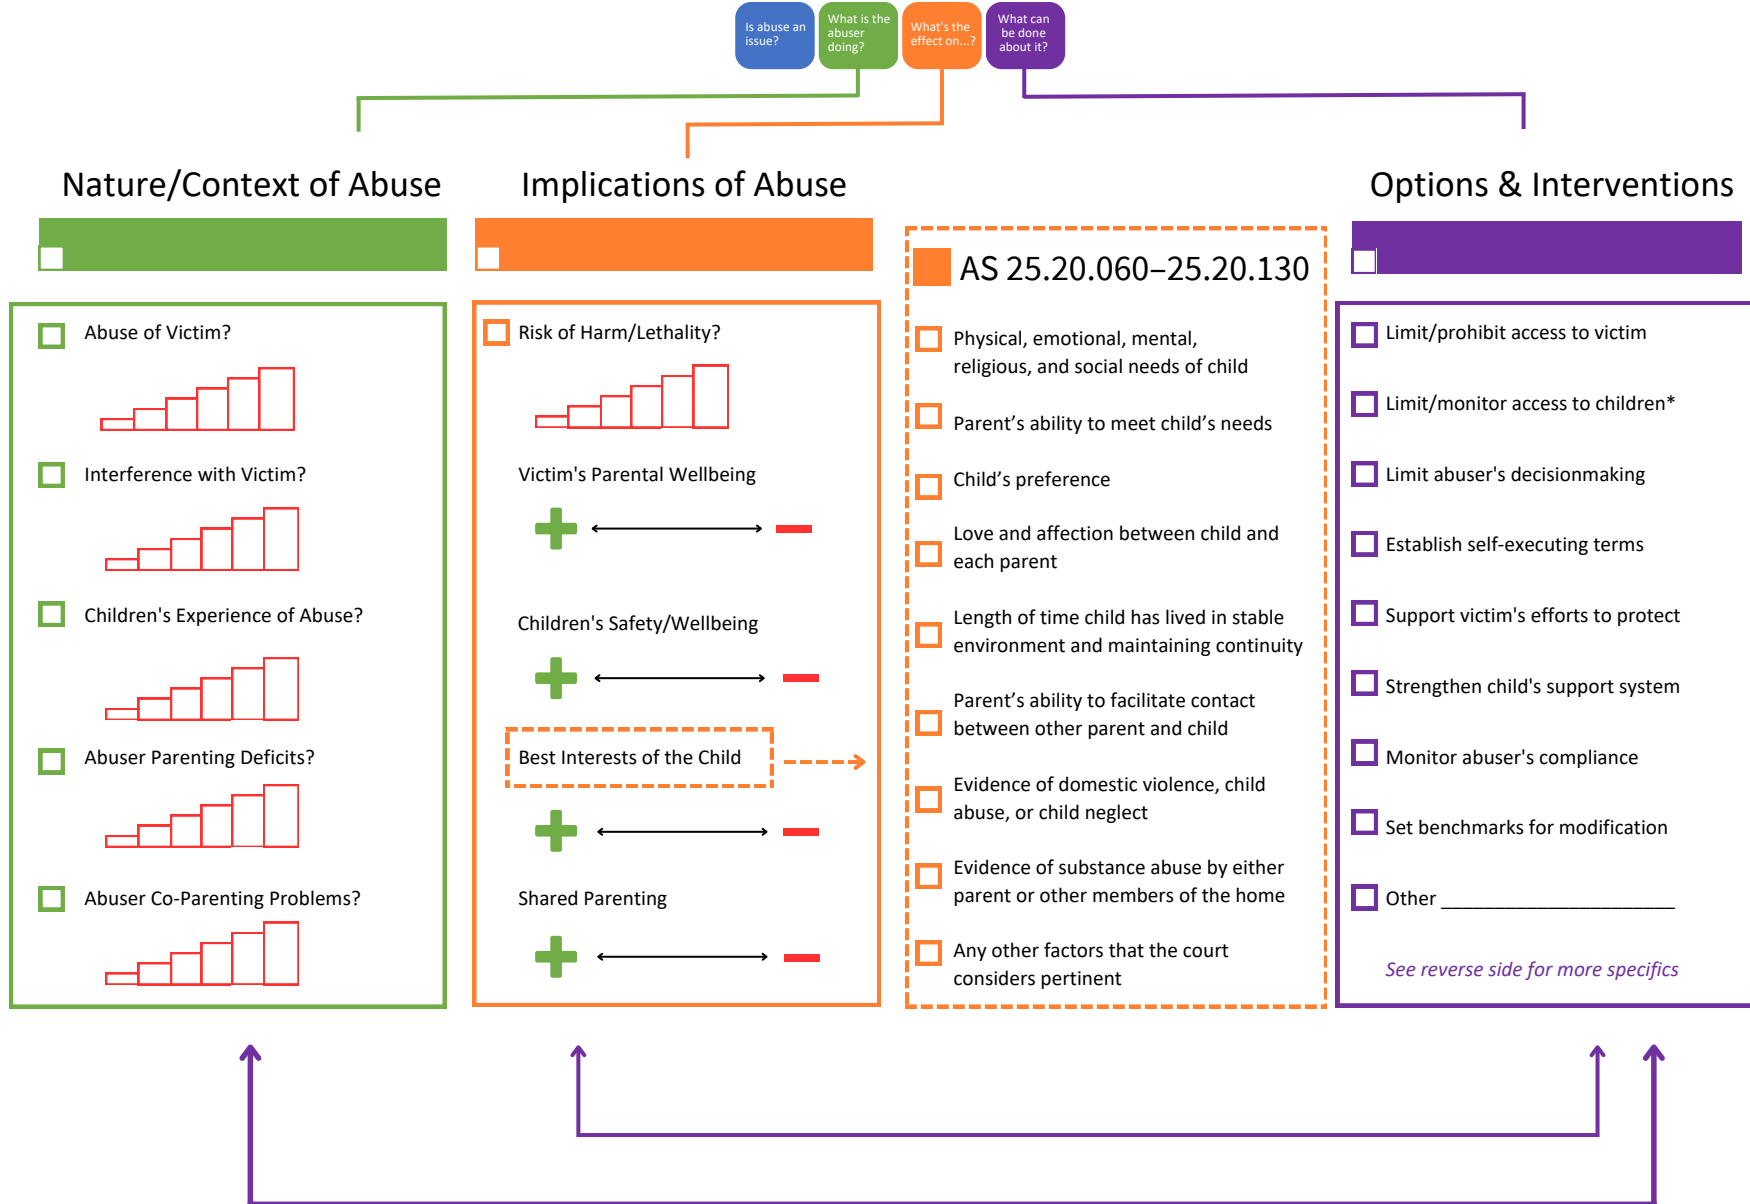 Is abuse an
issue?
What is the
abuser
doing?
What's the
effect on...?
What can
be done
about it?
Nature/Context of Abuse
Abuse of Victim?
Interference with Victim?
Children's Experience of Abuse?
Abuser Parenting Deficits?
Abuser Co-Parenting Problems?
Implications of Abuse
Risk of Harm/Lethality?
Victim's Parental Wellbeing
Children's Safety/Wellbeing
Best Interests of the Child
Shared Parenting
AS 25.20.060–25.20.130
Physical, emotional, mental,
religious, and social needs of child
Parent’s ability to meet child’s needs
Child’s preference
Love and affection between child and
each parent
Length of time child has lived in stable
environment and maintaining continuity
Parent’s ability to facilitate contact
between other parent and child
Evidence of domestic violence, child
abuse, or child neglect
Evidence of substance abuse by either
parent or other members of the home
Any other factors that the court
considers pertinent
Options & Interventions
Limit/prohibit access to victim
Limit/monitor access to children*
Limit abuser's decisionmaking
Establish self-executing terms
Support victim's efforts to protect
Strengthen child's support system
Monitor abuser's compliance
Set benchmarks for modification
Other ______________________
See reverse side for more specifics